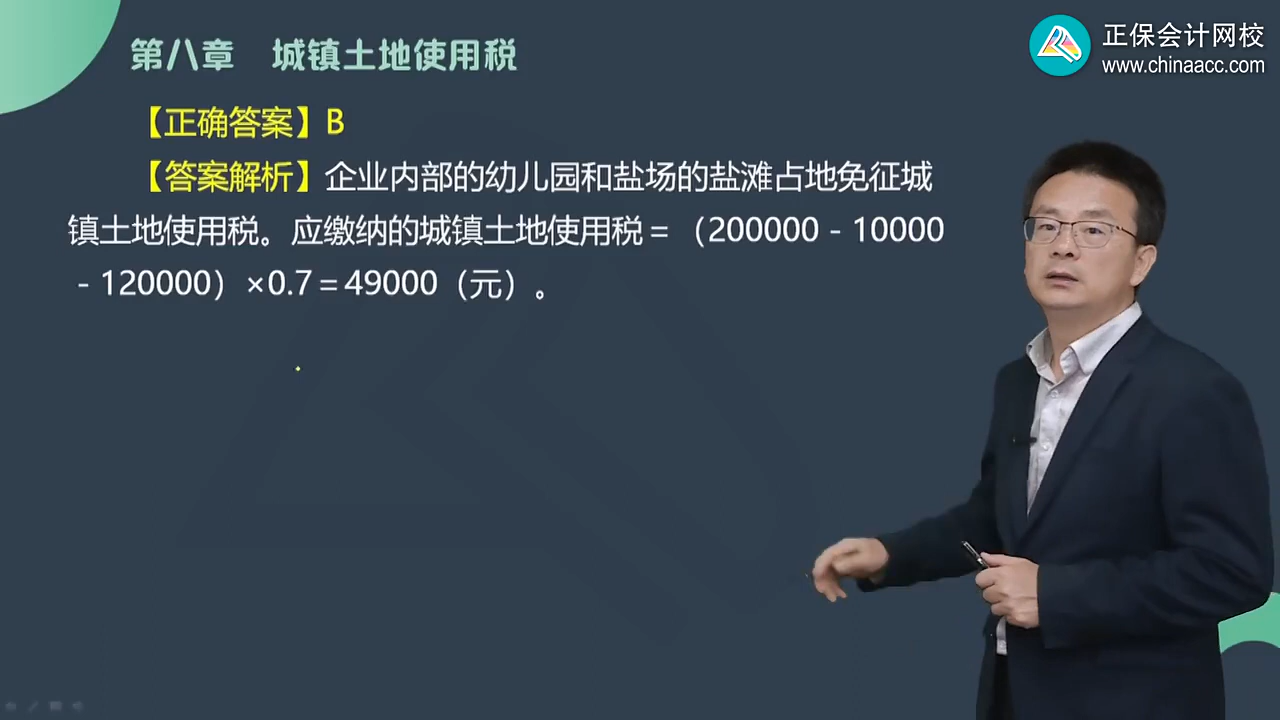 第八章 城镇土地使用税
正保会计网校
www.chinaacc.com
【正确答案】B
【答案解析】企业内部的幼儿园和盐场的盐滩占地免征城
镇土地使用税。应缴纳的城镇土地使用税＝（200000－10000
－120000）×0.7＝49000（元）。